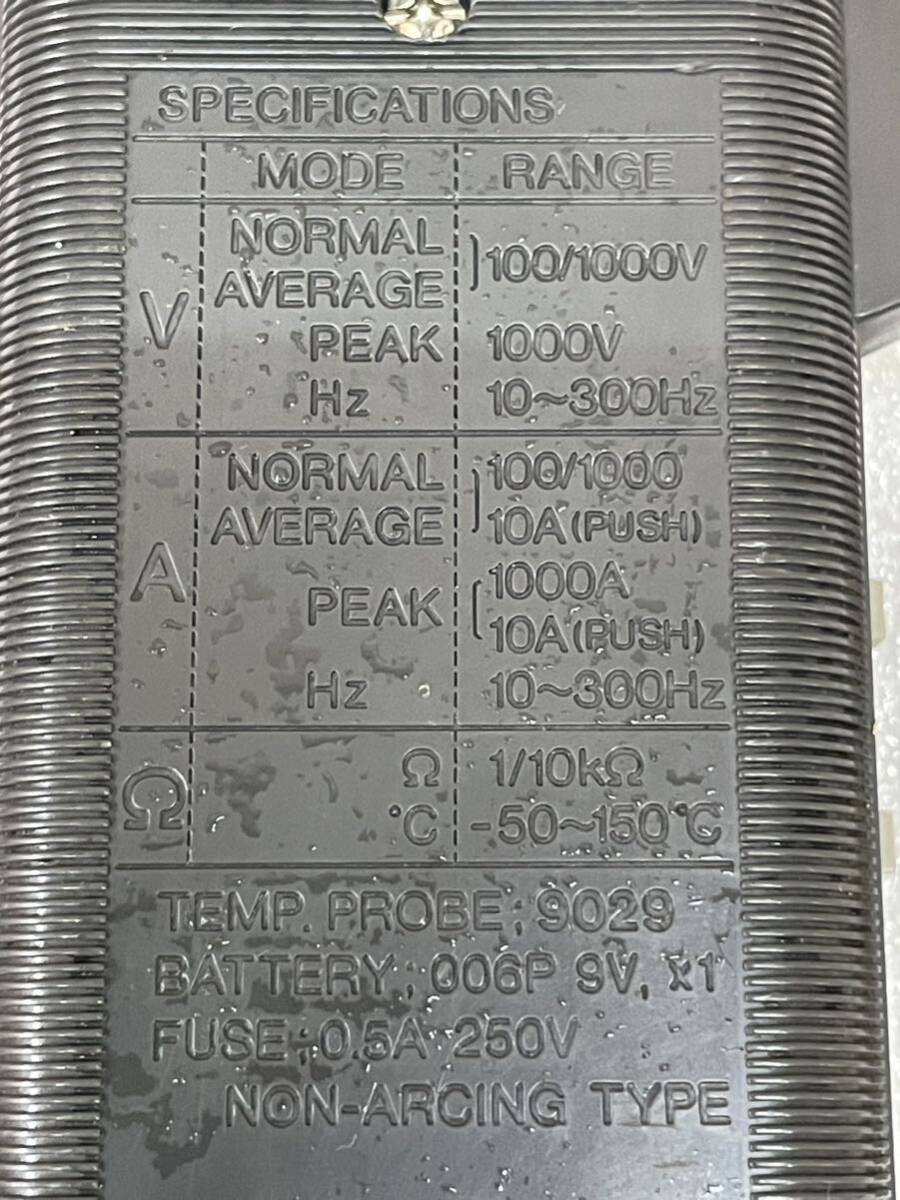 SPECIFICATIONS
MODE RANGE
V
NORMAL
AVERAGE
100/1000V
PEAK 1000V
Hz 10~300Hz
A
NORMAL 100/1000
AVERAGE 10A(PUSH)
PEAK
1000A
10A(PUSH)
Hz 10~300Hz
Ω
Ω 1/10kΩ
℃ -50~150℃
TEMP. PROBE; 9029
BATTERY; 006P 9V, ×1
FUSE; 0.5A 250V
NON-ARCING TYPE